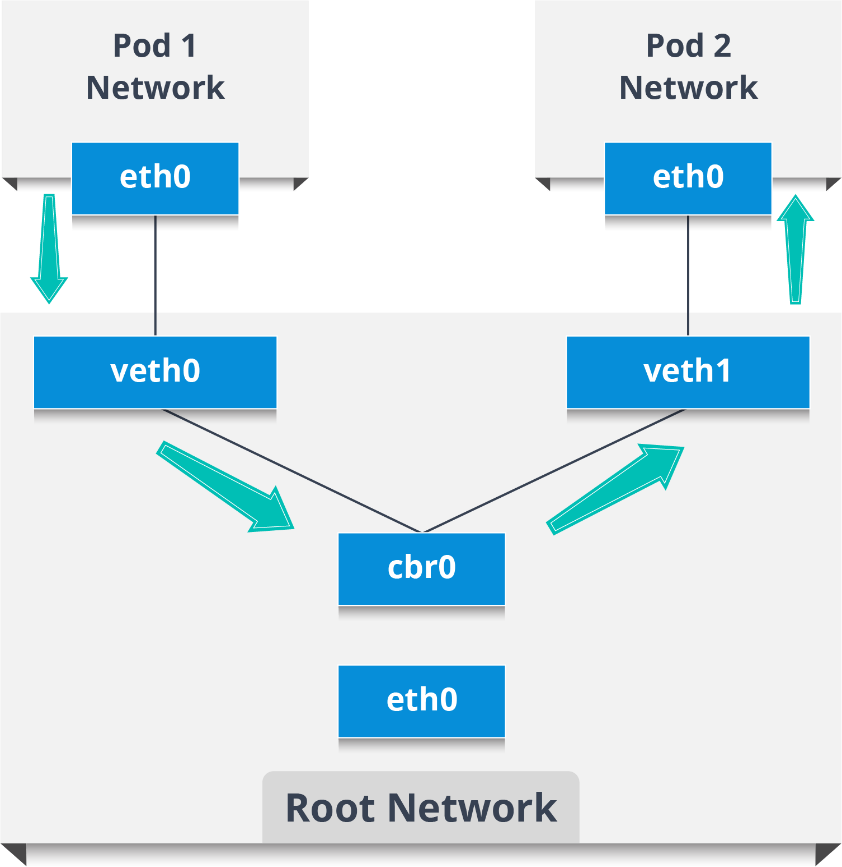 Pod 1
Network
eth0
Pod 2
Network
eth0
veth0
veth1
cbr0
eth0
Root Network